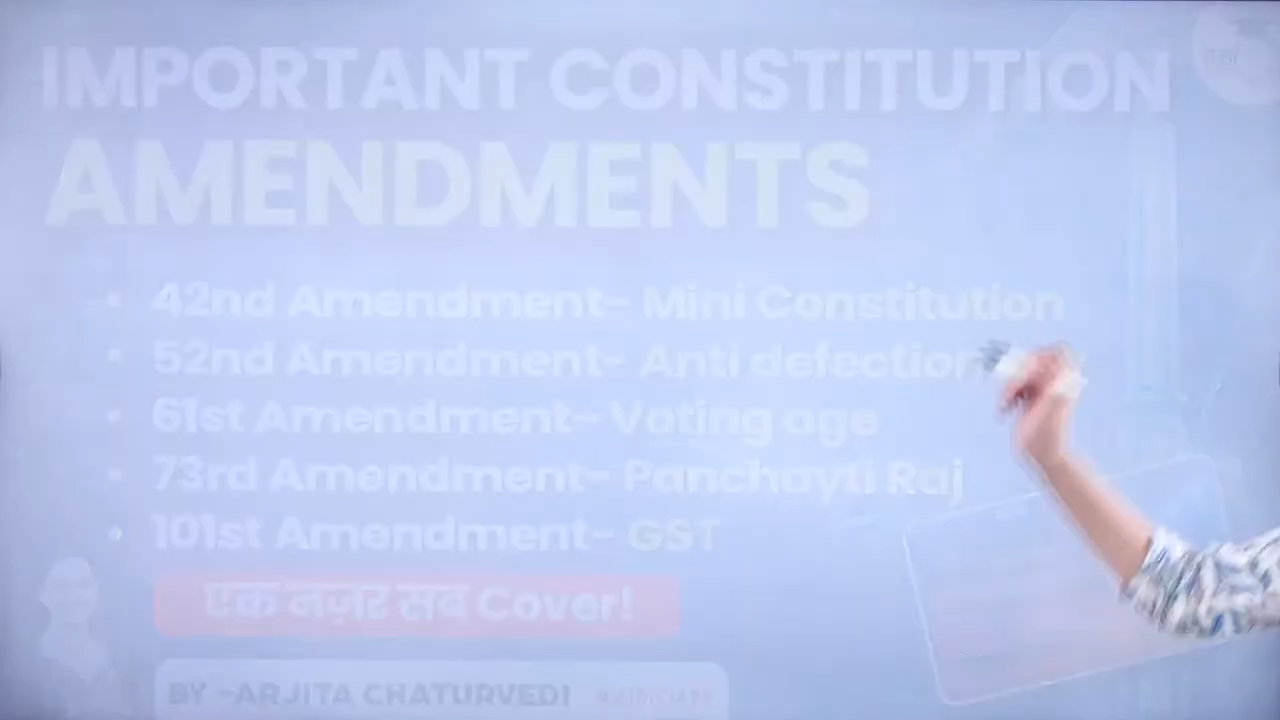 IMPORTANT CONSTITUTION
AMENDMENTS
• 42nd Amendment- Mini Constitution
• 52nd Amendment- Anti defection
• 61st Amendment- Voting age
• 73rd Amendment- Panchayti Raj
• 101st Amendment- GST
एक नज़र सब Cover!
BY -ARJITA CHATURVEDI